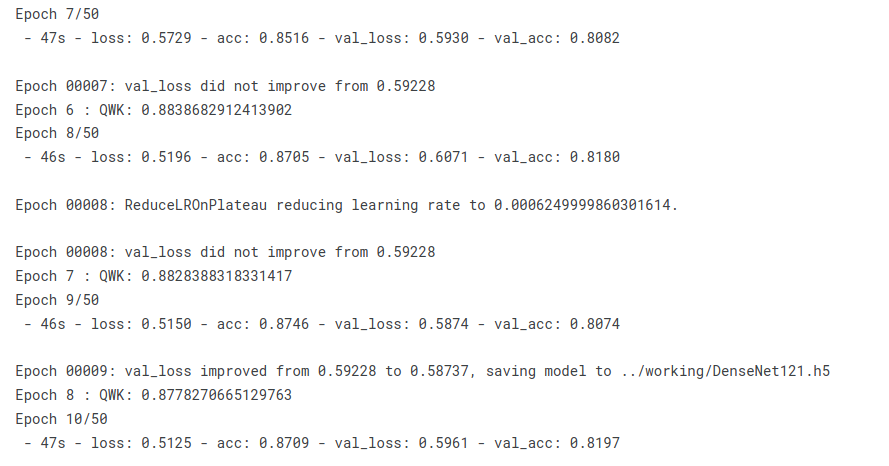 Epoch 7/50
- 47s - loss: 0.5729 - acc: 0.8516 - val_loss: 0.5930 - val_acc: 0.8082
Epoch 00007: val_loss did not improve from 0.59228
Epoch 6 : QWK: 0.8838682912413902
Epoch 8/50
- 46s - loss: 0.5196 - acc: 0.8705 - val_loss: 0.6071 - val_acc: 0.8180
Epoch 00008: ReduceLROnPlateau reducing learning rate to 0.0006249999860301614.
Epoch 00008: val_loss did not improve from 0.59228
Epoch 7 : QWK: 0.8828388318331417
Epoch 9/50
- 46s - loss: 0.5150 - acc: 0.8746 - val_loss: 0.5874 - val_acc: 0.8074
Epoch 00009: val_loss improved from 0.59228 to 0.58737, saving model to ../working/DenseNet121.h5
Epoch 8 : QWK: 0.8778270665129763
Epoch 10/50
- 47s - loss: 0.5125 - acc: 0.8709 - val_loss: 0.5961 - val_acc: 0.8197